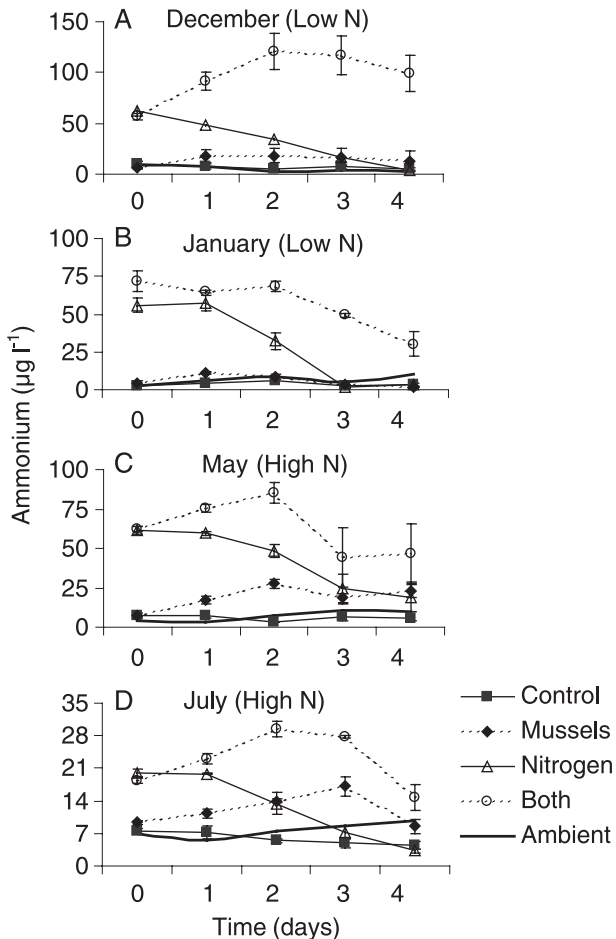 A December (Low N)
150
100
50
0
0 1 2 3 4
B January (Low N)
100
75
50
25
0
0 1 2 3 4
C May (High N)
100
75
50
25
0
0 1 2 3 4
D July (High N)
35
28
21
14
7
0
0 1 2 3 4
Ammonium (µg l⁻¹)
Time (days)
Control
Mussels
Nitrogen
Both
Ambient